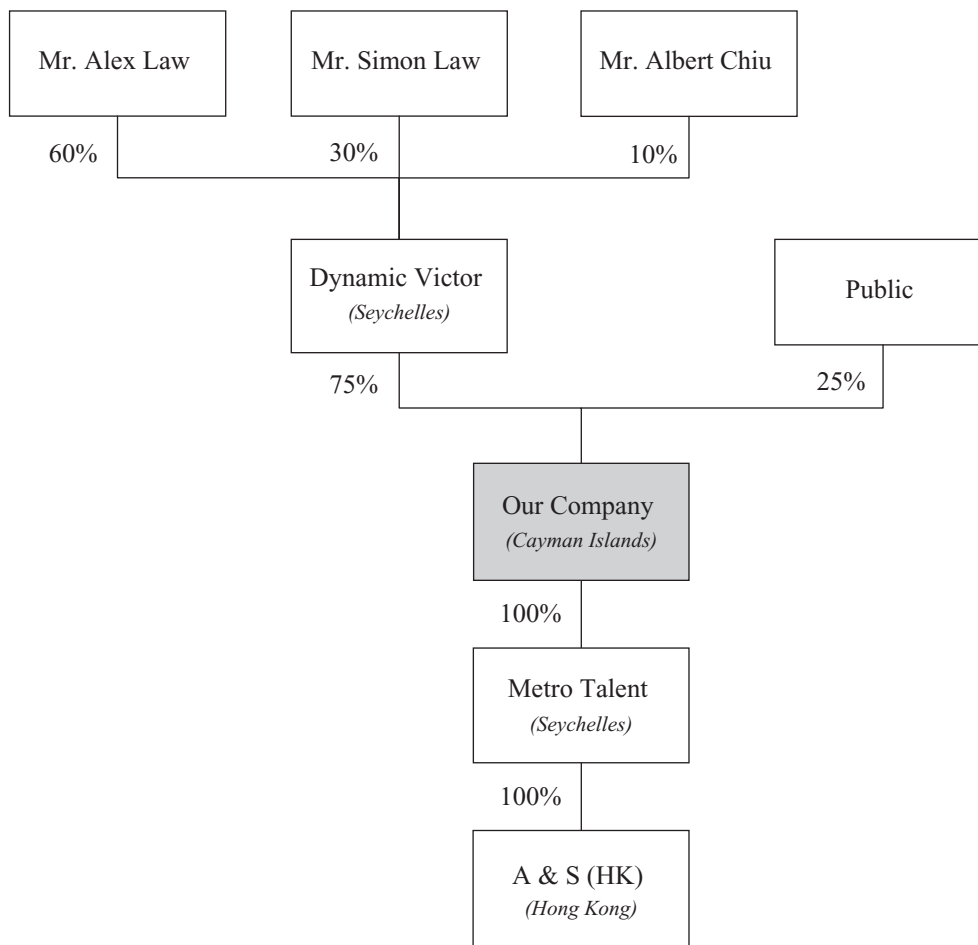 Mr. Alex Law
Mr. Simon Law
Mr. Albert Chiu
60%
30%
10%
Dynamic Victor
(Seychelles)
Public
75%
25%
Our Company
(Cayman Islands)
100%
Metro Talent
(Seychelles)
100%
A & S (HK)
(Hong Kong)